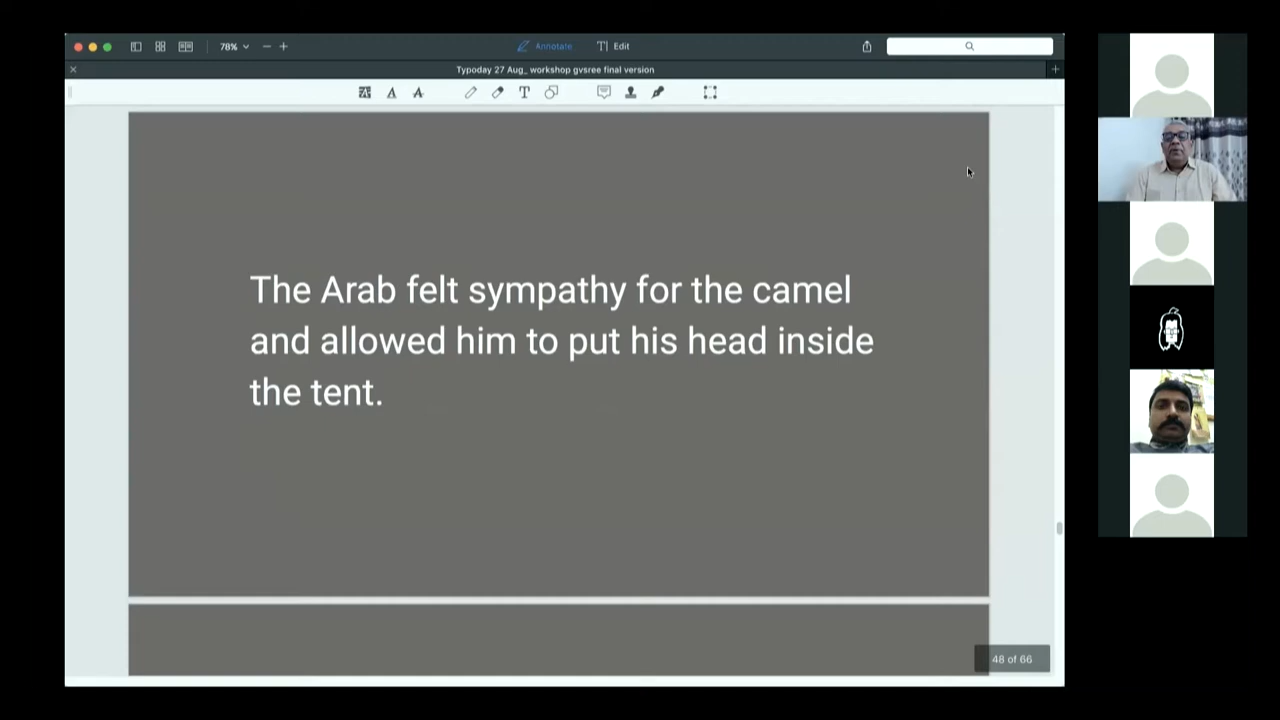 78%
Annotate
Edit
Typoday 27 Aug_ workshop gvsree final version
The Arab felt sympathy for the camel
and allowed him to put his head inside
the tent.
48 of 66